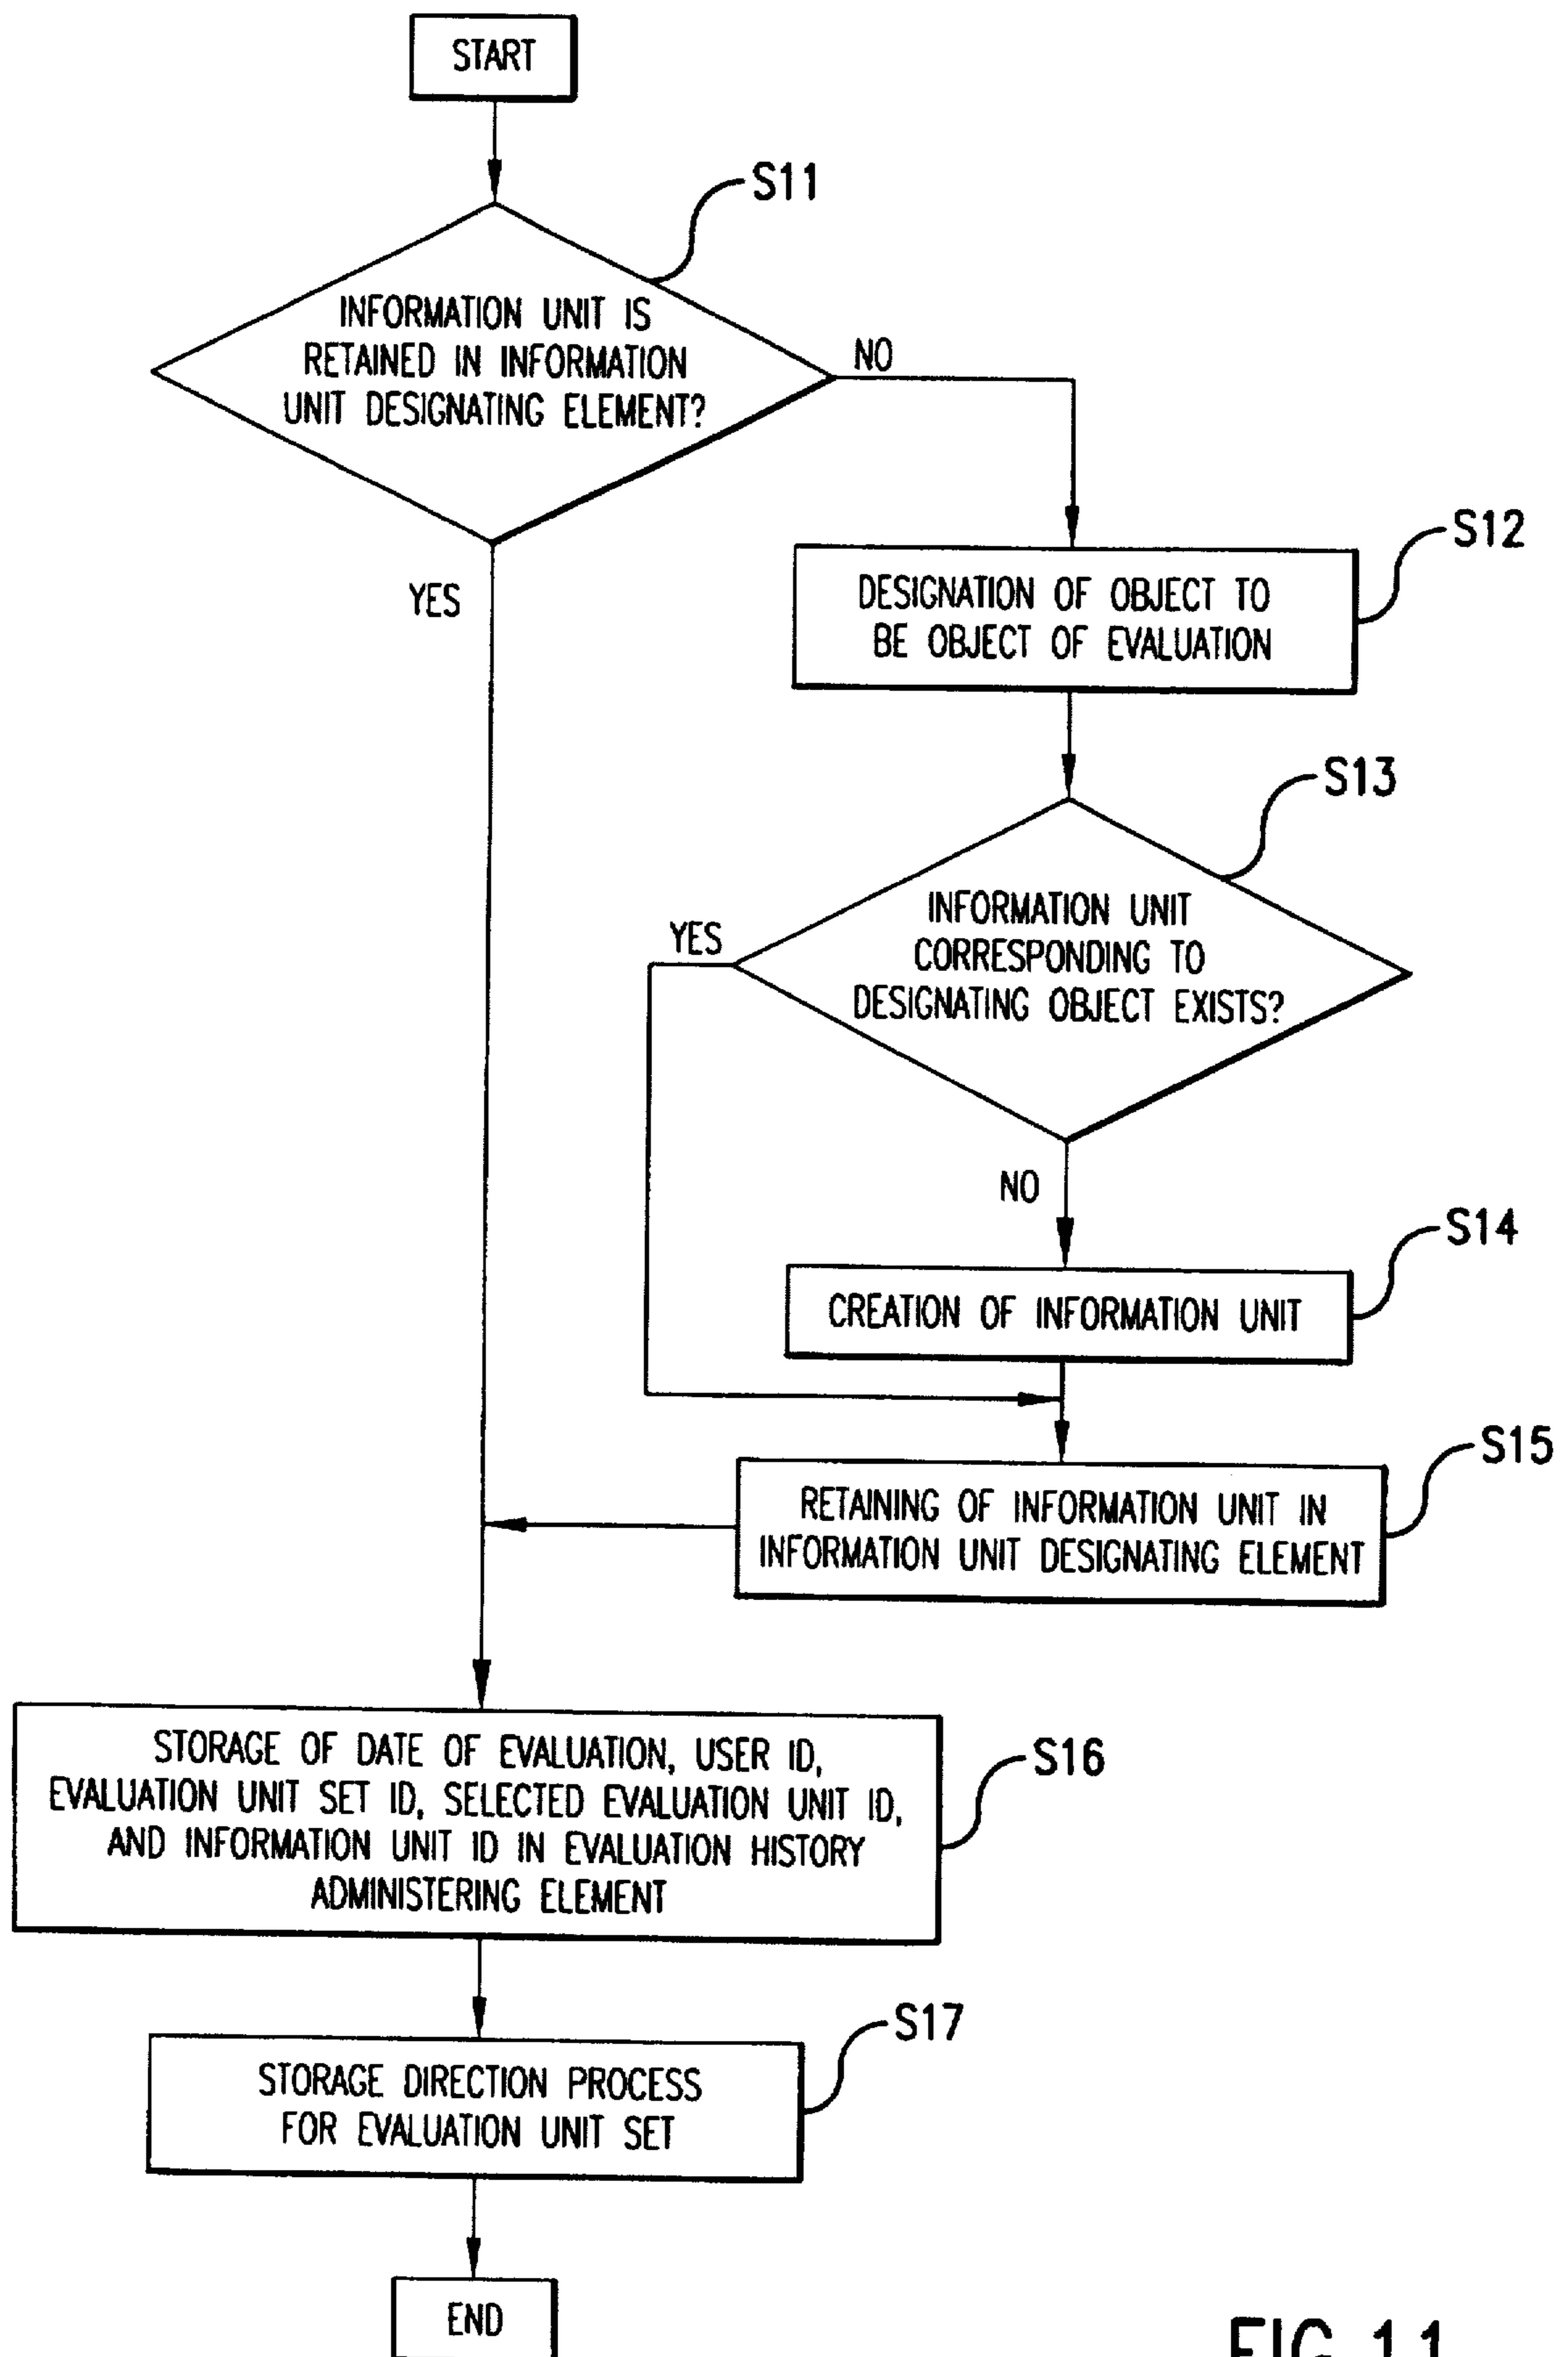 START
S11
INFORMATION UNIT IS
RETAINED IN INFORMATION
UNIT DESIGNATING ELEMENT?
NO
YES
S12
DESIGNATION OF OBJECT TO
BE OBJECT OF EVALUATION
S13
INFORMATION UNIT
CORRESPONDING TO
DESIGNATING OBJECT EXISTS?
YES
NO
S14
CREATION OF INFORMATION UNIT
S15
RETAINING OF INFORMATION UNIT IN
INFORMATION UNIT DESIGNATING ELEMENT
S16
STORAGE OF DATE OF EVALUATION, USER ID,
EVALUATION UNIT SET ID, SELECTED EVALUATION UNIT ID,
AND INFORMATION UNIT ID IN EVALUATION HISTORY
ADMINISTERING ELEMENT
S17
STORAGE DIRECTION PROCESS
FOR EVALUATION UNIT SET
END
FIG.11